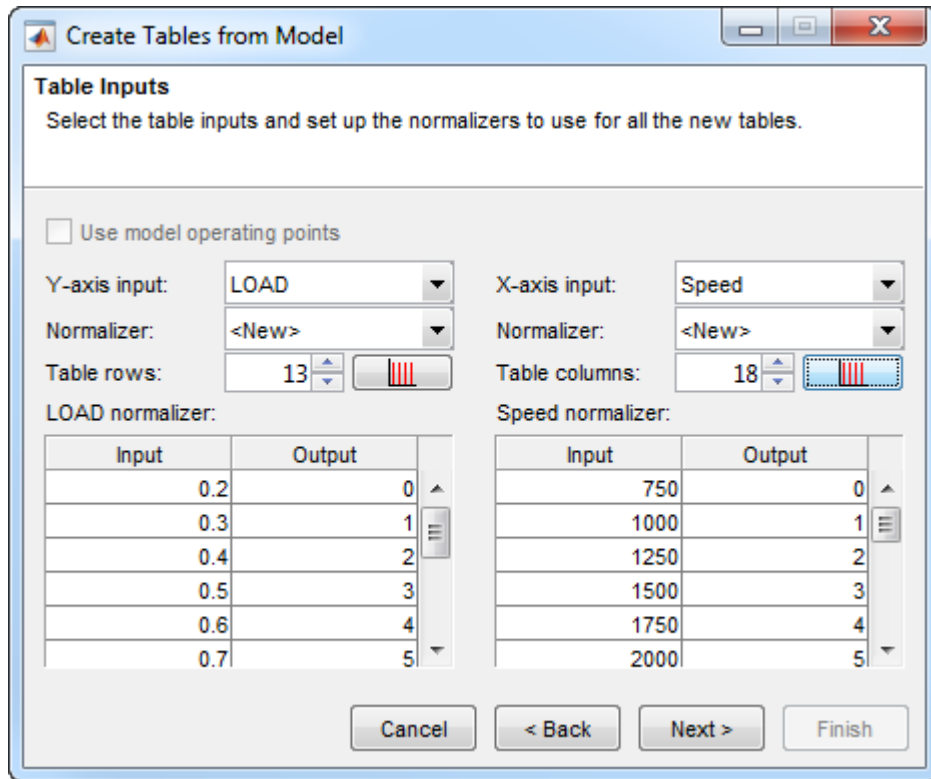 Create Tables from Model
Table Inputs
Select the table inputs and set up the normalizers to use for all the new tables.
Use model operating points
Y-axis input: LOAD X-axis input: Speed
Normalizer: <New> Normalizer: <New>
Table rows: 13 Table columns: 18
LOAD normalizer: Speed normalizer:
Input Output Input Output
0.2 0 750 0
0.3 1 1000 1
0.4 2 1250 2
0.5 3 1500 3
0.6 4 1750 4
0.7 5 2000 5
Cancel < Back Next > Finish